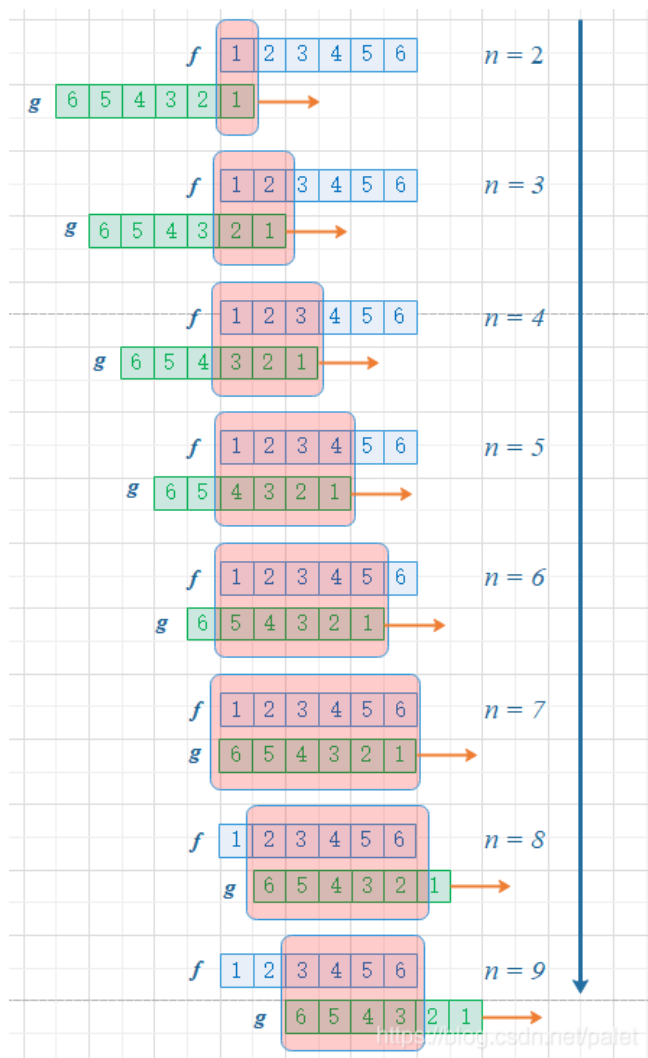 f 1 2 3 4 5 6 n = 2
g 6 5 4 3 2 1
f 1 2 3 4 5 6 n = 3
g 6 5 4 3 2 1
f 1 2 3 4 5 6 n = 4
g 6 5 4 3 2 1
f 1 2 3 4 5 6 n = 5
g 6 5 4 3 2 1
f 1 2 3 4 5 6 n = 6
g 6 5 4 3 2 1
f 1 2 3 4 5 6 n = 7
g 6 5 4 3 2 1
f 1 2 3 4 5 6 n = 8
g 6 5 4 3 2 1
f 1 2 3 4 5 6 n = 9
g 6 5 4 3 2 1
https://blog.csdn.net/palet